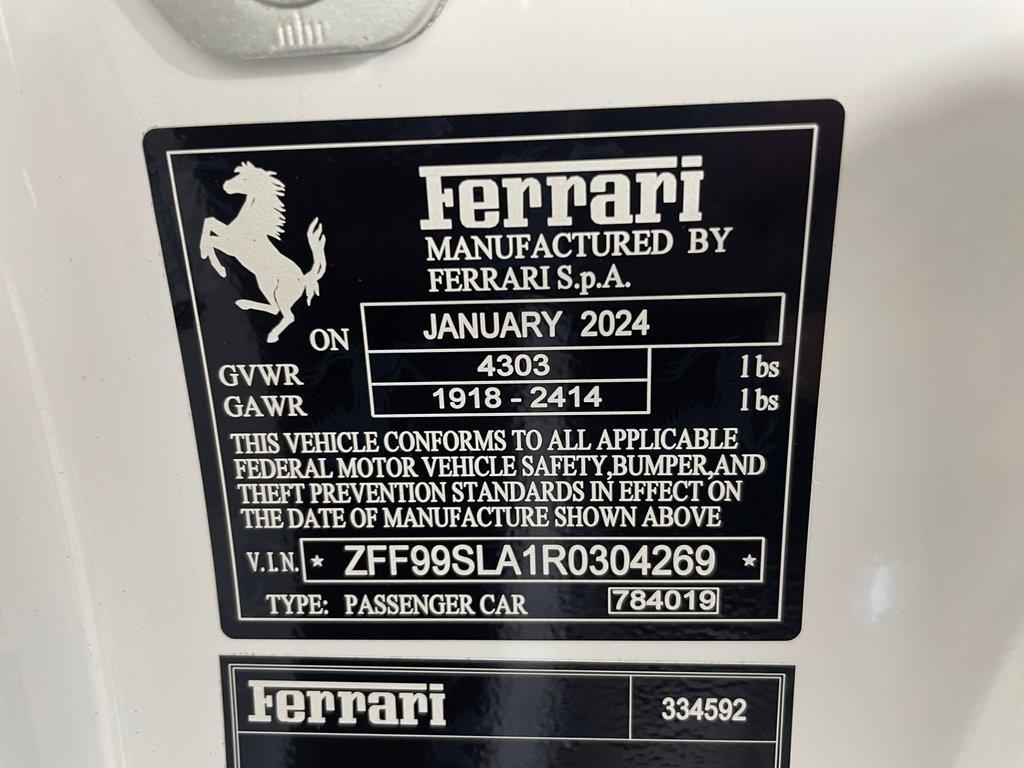 Ferrari
MANUFACTURED BY
FERRARI S.p.A.
ON JANUARY 2024
GVWR 4303 lbs
GAWR 1918 - 2414 lbs
THIS VEHICLE CONFORMS TO ALL APPLICABLE
FEDERAL MOTOR VEHICLE SAFETY,BUMPER,AND
THEFT PREVENTION STANDARDS IN EFFECT ON
THE DATE OF MANUFACTURE SHOWN ABOVE
V.I.N. * ZFF99SLA1R0304269 *
TYPE: PASSENGER CAR 784019
Ferrari 334592